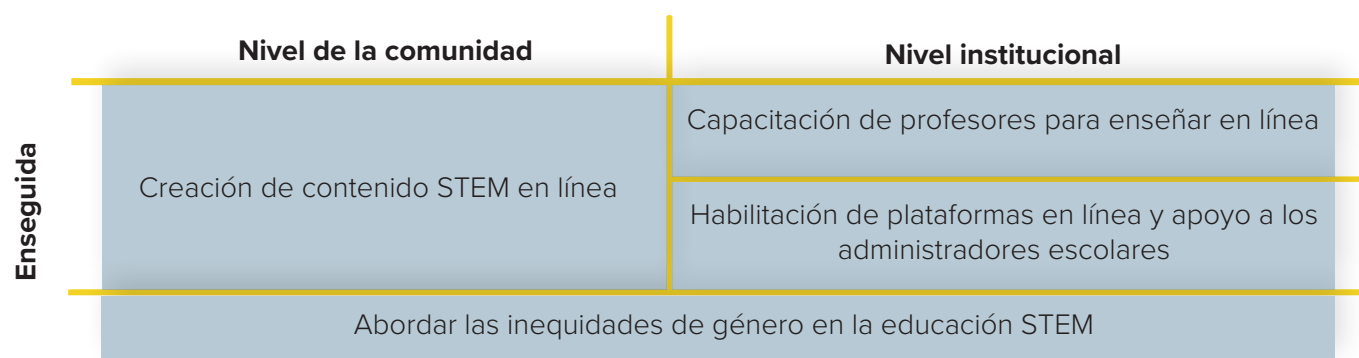 Nivel de la comunidad
Nivel institucional
Enseguida
Creación de contenido STEM en línea
Capacitación de profesores para enseñar en línea
Habilitación de plataformas en línea y apoyo a los
administradores escolares
Abordar las inequidades de género en la educación STEM